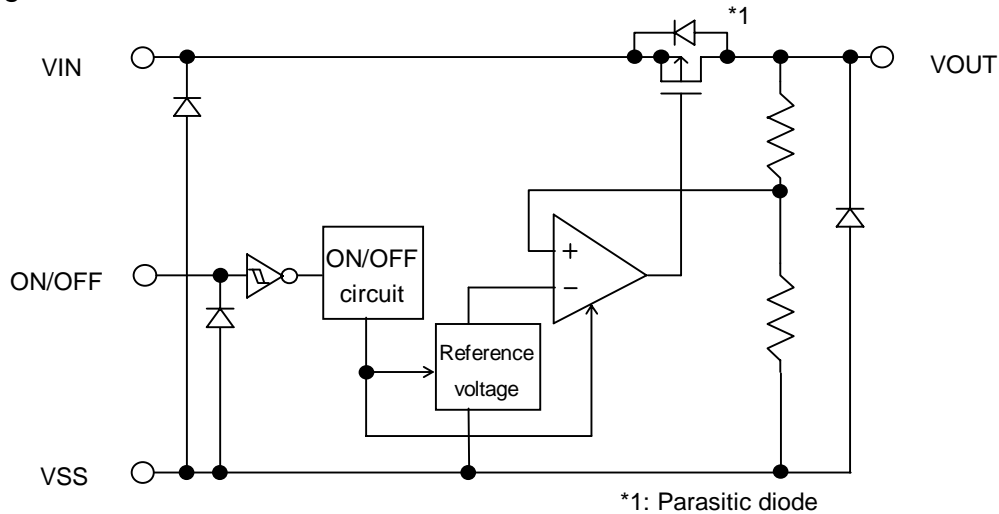 *1
VIN
VOUT
+
ON/OFF
circuit
ON/OFF
−
Reference
voltage
VSS
*1: Parasitic diode